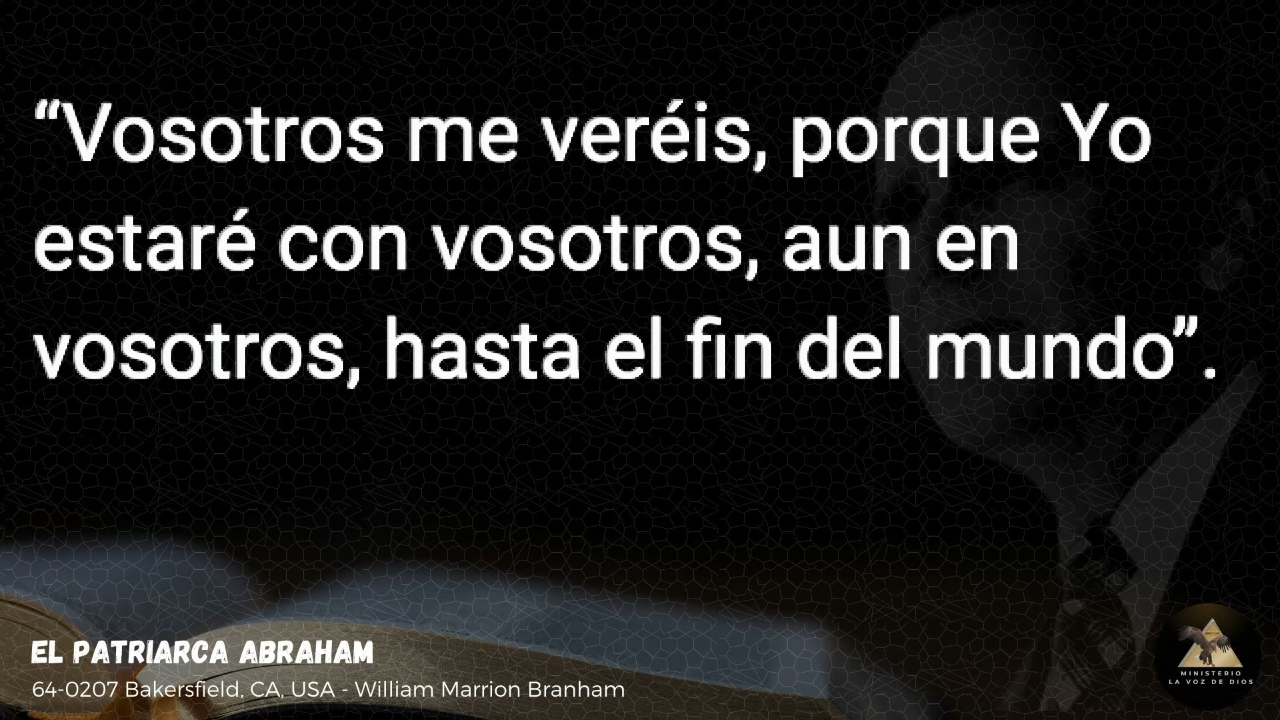 “Vosotros me veréis, porque Yo
estaré con vosotros, aun en
vosotros, hasta el fin del mundo”.
EL PATRIARCA ABRAHAM
64-0207 Bakersfield, CA, USA - William Marrion Branham
MINISTERIO
LA VOZ DE DIOS